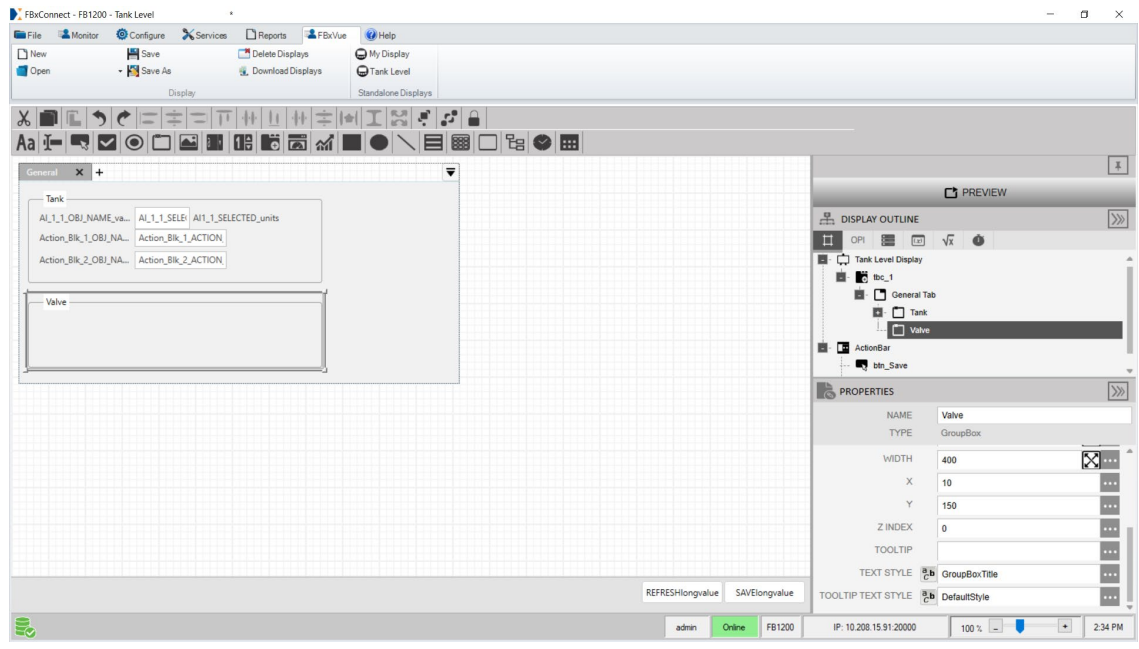 FBxConnect - FB1200 - Tank Level *
File Monitor Configure Services Reports FBxVue Help
New Save Delete Displays My Display
Open Save As Download Displays Tank Level
Display Standalone Displays
Aa
General X +
PREVIEW
Tank
AI_1_1_OBJ_NAME_va... AI_1_1_SELE AI1_1_SELECTED_units
Action_Blk_1_OBJ_NA... Action_Blk_1_ACTION
Action_Blk_2_OBJ_NA... Action_Blk_2_ACTION
Valve
DISPLAY OUTLINE
OPI
Tank Level Display
tbc_1
General Tab
Tank
Valve
ActionBar
btn_Save
PROPERTIES
NAME Valve
TYPE GroupBox
WIDTH 400
X 10
Y 150
Z INDEX 0
TOOLTIP
TEXT STYLE GroupBoxTitle
TOOLTIP TEXT STYLE DefaultStyle
REFRESHlongvalue SAVElongvalue
admin Online FB1200 IP: 10.208.15.91:20000 100 % - + 2:34 PM